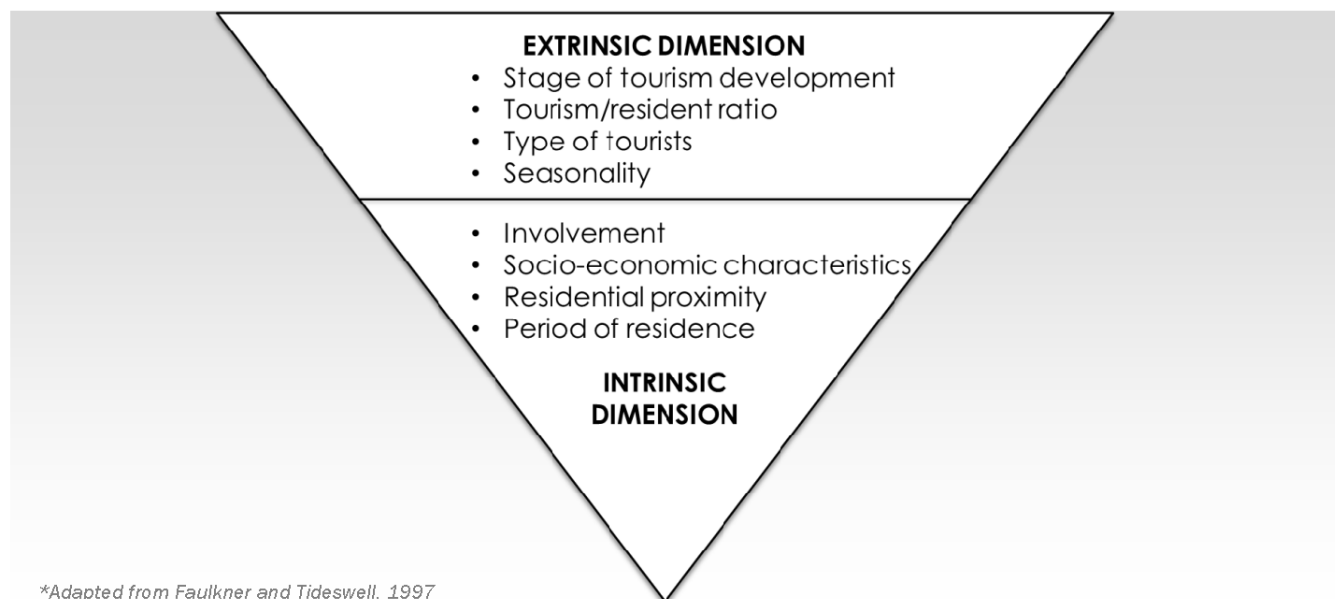 EXTRINSIC DIMENSION
• Stage of tourism development
• Tourism/resident ratio
• Type of tourists
• Seasonality
• Involvement
• Socio-economic characteristics
• Residential proximity
• Period of residence
INTRINSIC
DIMENSION
*Adapted from Faulkner and Tideswell, 1997